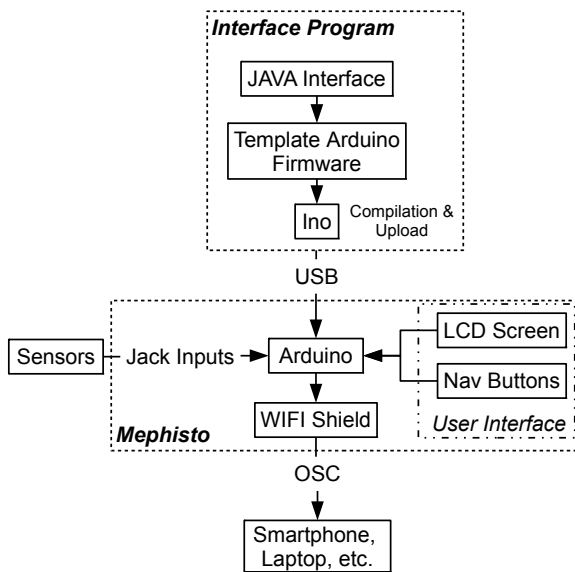 Interface Program
JAVA Interface
Template Arduino
Firmware
Ino
Compilation &
Upload
USB
Sensors
Jack Inputs
Arduino
LCD Screen
Nav Buttons
User Interface
WIFI Shield
Mephisto
OSC
Smartphone,
Laptop, etc.